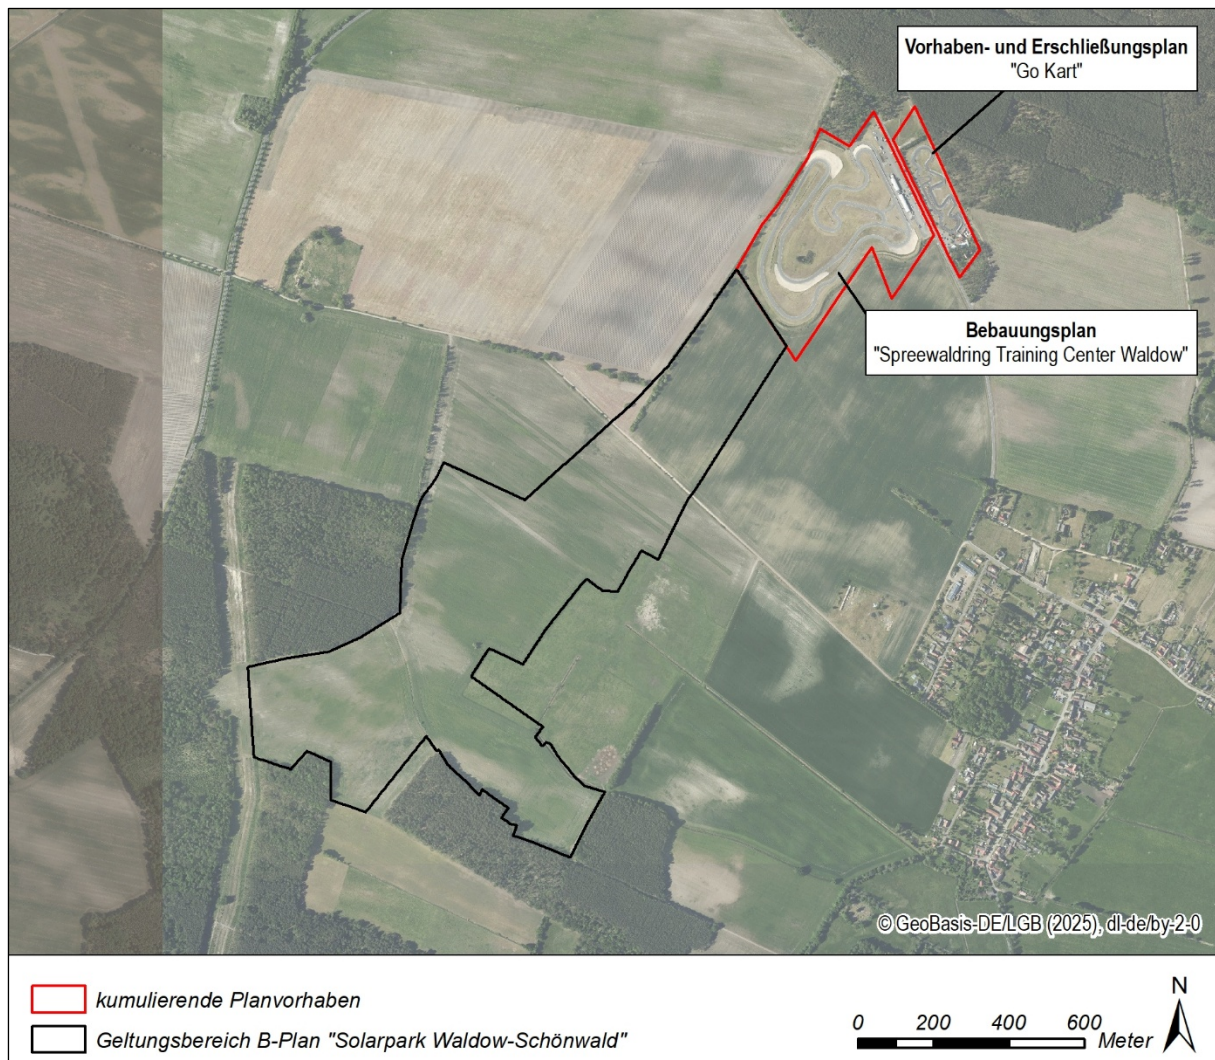 Vorhaben- und Erschließungsplan
"Go Kart"
Bebauungsplan
"Spreewaldring Training Center Waldow"
© GeoBasis-DE/LGB (2025), dl-de/by-2-0
kumulierende Planvorhaben
Geltungsbereich B-Plan "Solarpark Waldow-Schönwald"
0 200 400 600 Meter
N